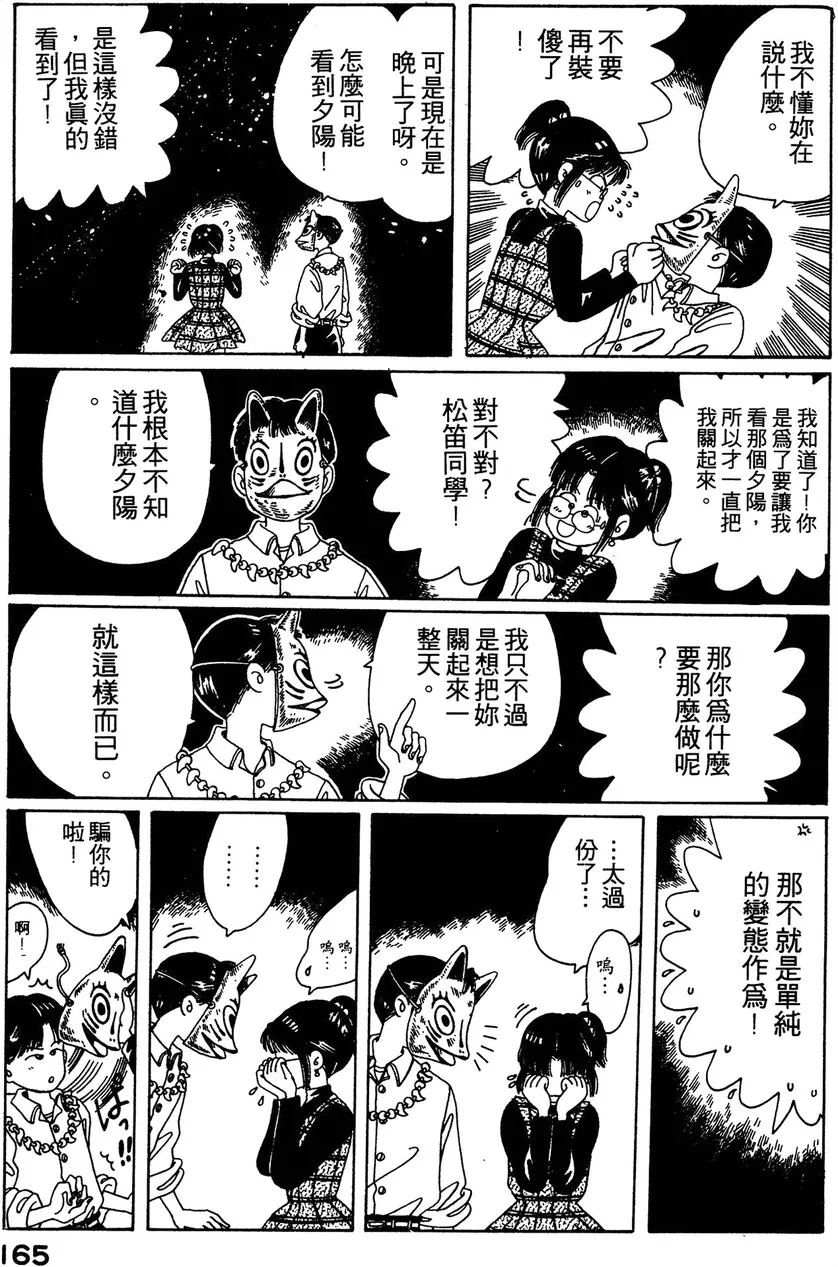 我不懂妳在
說什麼。
不要
再裝
傻了
！
可是現在是
晚上了呀。
怎麼可能
看到夕陽！
是這樣沒錯
，但我真的
看到了！
我知道了！你
是為了要讓我
看那個夕陽，
所以才一直把
我關起來。
對不對？
松笛同學！
我根本不知
道什麼夕陽
。
那你為什麼
要那麼做呢
？
我只不過
是想把妳
關起來一
整天。
就這樣而已。
那不就是單純
的變態作為！
…太過
份了…
嗚…
嗚…
……
……
騙你的
啦！
啊！
ぱっ!!
165